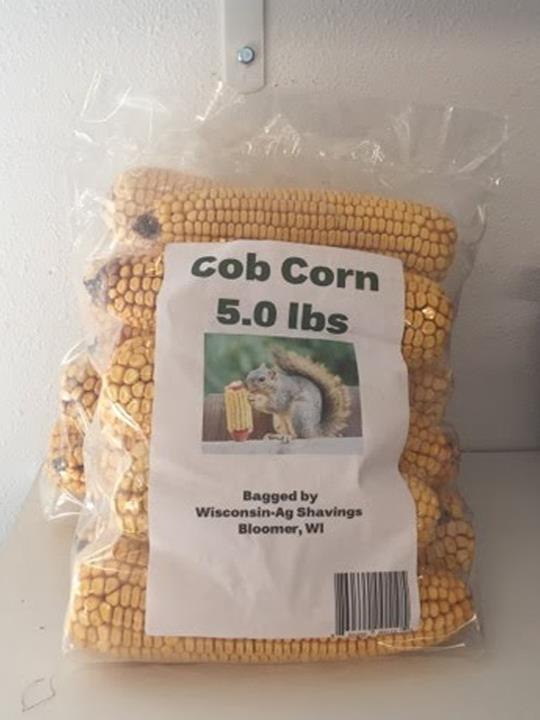 Cob Corn
5.0 lbs
Bagged by
Wisconsin-Ag Shavings
Bloomer, WI